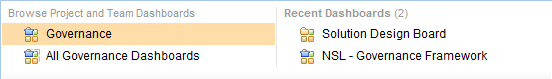 Browse Project and Team Dashboards
Governance
All Governance Dashboards
Recent Dashboards (2)
Solution Design Board
NSL - Governance Framework